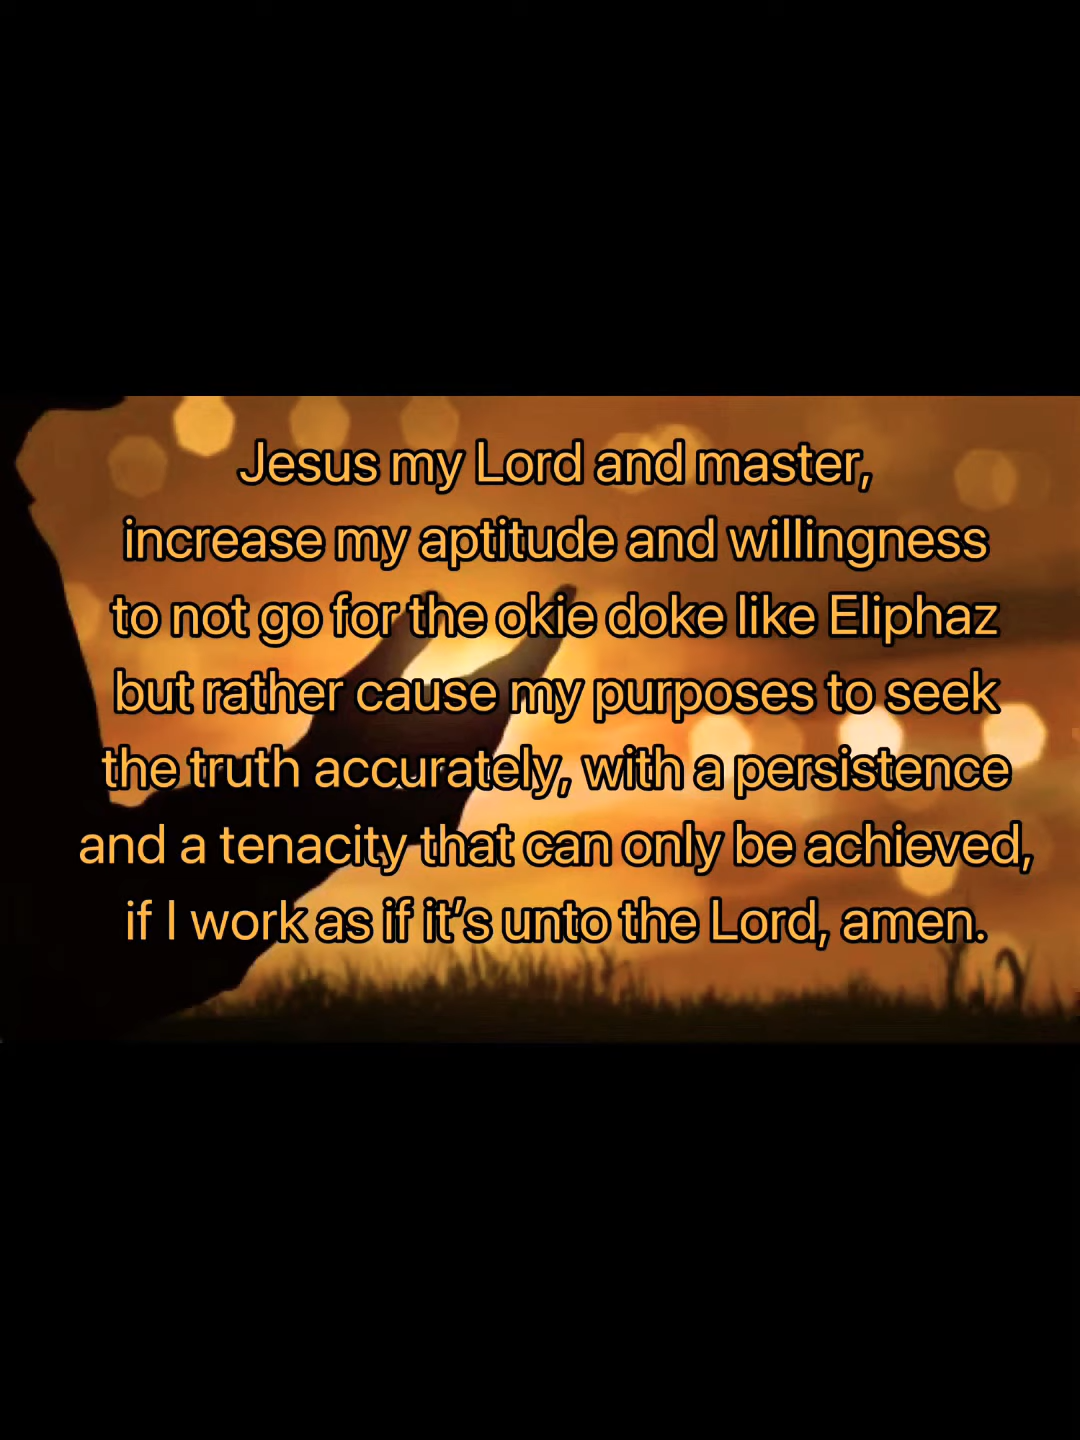 Jesus my Lord and master,
increase my aptitude and willingness
to not go for the okie doke like Eliphaz
but rather cause my purposes to seek
the truth accurately, with a persistence
and a tenacity that can only be achieved,
if I work as if it’s unto the Lord, amen.